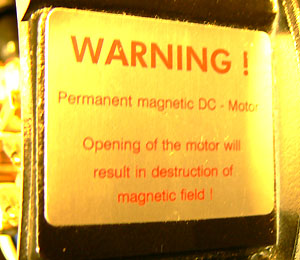 WARNING !
Permanent magnetic DC - Motor
Opening of the motor will
result in destruction of
magnetic field !